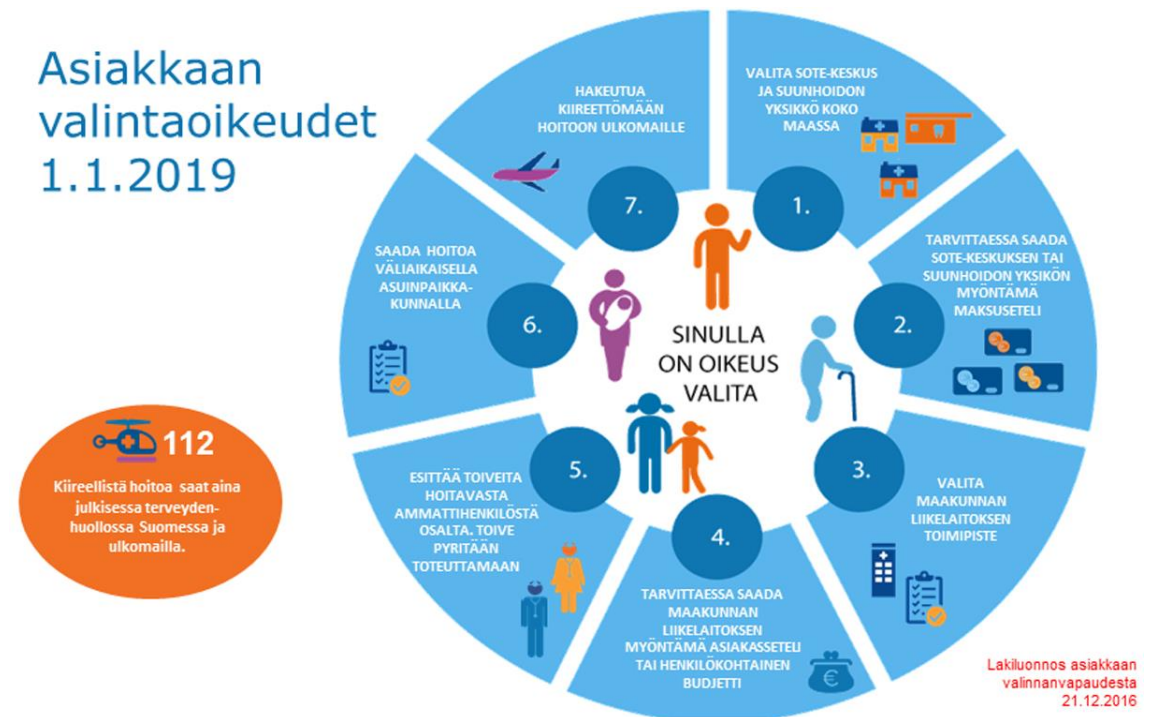 Asiakkaan
valintaoikeudet
1.1.2019
VALITA SOTE-KESKUS
JA SUUNHOIDON
YKSIKKÖ KOKO
MAASSA
1.
TARVITTAESSA SAADA
SOTE-KESKUKSEN TAI
SUUNHOIDON YKSIKÖN
MYÖNTÄMÄ
MAKSUSETELI
2.
VALITA
MAAKUNNAN
LIIKELAITOKSEN
TOIMIPISTE
3.
4.
TARVITTAESSA SAADA
MAAKUNNAN
LIIKELAITOKSEN
MYÖNTÄMÄ ASIAKASSETELI
TAI HENKILÖKOHTAINEN
BUDJETTI
€
5.
ESITTÄÄ TOIVEITA
HOITAVASTA
AMMATTIHENKILÖSTÄ
OSALTA. TOIVE
PYRITÄÄN
TOTEUTTAMAAN
6.
SAADA HOITOA
VÄLIAIKAISELLA
ASUINPAIKKA-
KUNNALLA
7.
HAKEUTUA
KIIREETTÖMÄÄN
HOITOON ULKOMAILLE
SINULLA
ON OIKEUS
VALITA
112
Kiireellistä hoitoa saat aina
julkisessa terveyden-
huollossa Suomessa ja
ulkomailla.
Lakiluonnos asiakkaan
valinnanvapaudesta
21.12.2016